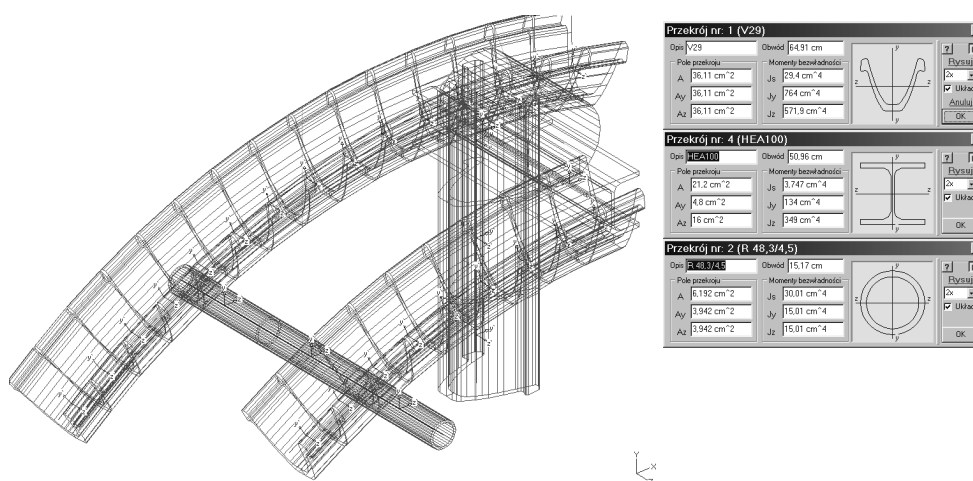 Przekrój nr: 1 (V29)
Opis V29 Obwód 64,91 cm
Pole przekroju Momenty bezwładności
A 36,11 cm^2 Js 29,4 cm^4
Ay 36,11 cm^2 Jy 764 cm^4
Az 36,11 cm^2 Jz 571,9 cm^4
y
z z
y
? Rysuj
2x
Układ
Anuluj
OK
Przekrój nr: 4 (HEA100)
Opis HEA100 Obwód 50,96 cm
Pole przekroju Momenty bezwładności
A 21,2 cm^2 Js 3,747 cm^4
Ay 4,8 cm^2 Jy 134 cm^4
Az 16 cm^2 Jz 349 cm^4
y
z z
y
? Rysuj
2x
Układ
OK
Przekrój nr: 2 (R 48,3/4,5)
Opis R 48,3/4,5 Obwód 15,17 cm
Pole przekroju Momenty bezwładności
A 6,192 cm^2 Js 30,01 cm^4
Ay 3,942 cm^2 Jy 15,01 cm^4
Az 3,942 cm^2 Jz 15,01 cm^4
y
z z
y
? Rysuj
2x
Układ
OK
Y
X